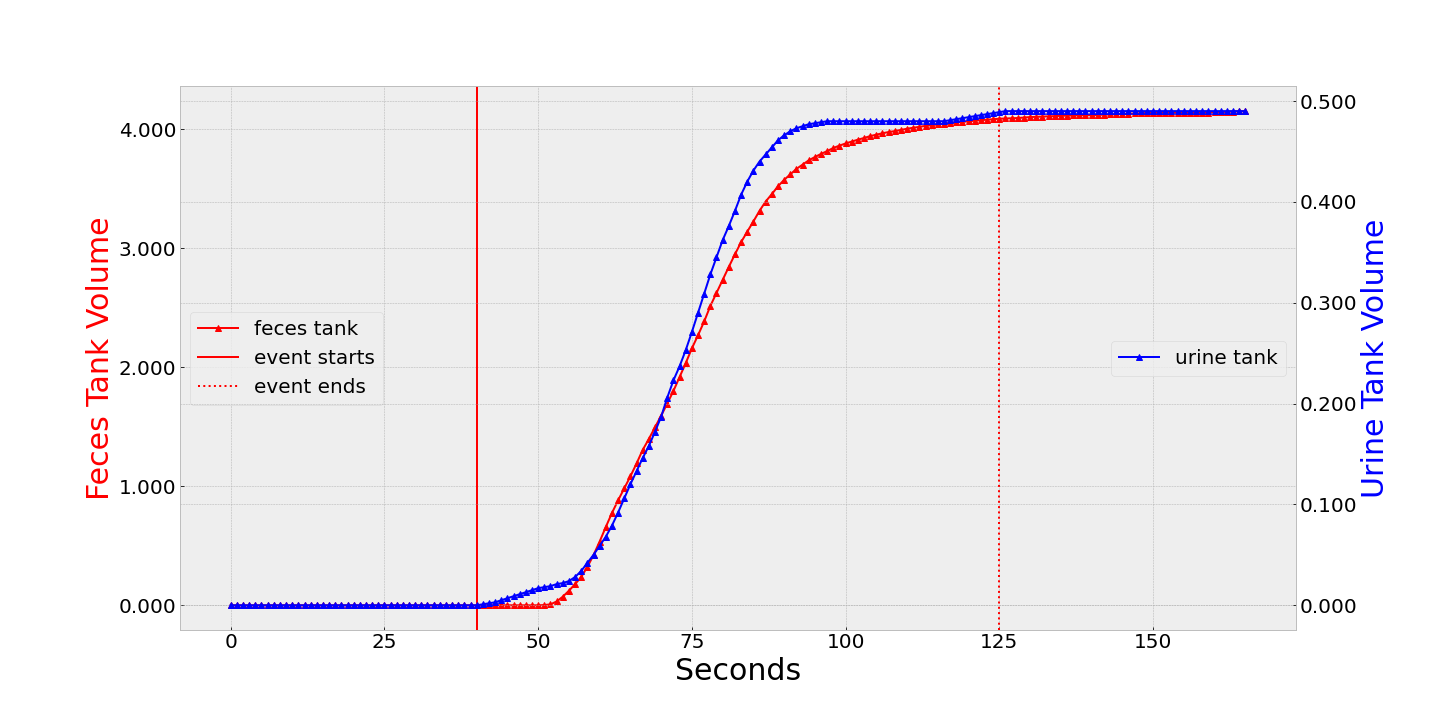 Feces Tank Volume
4.000
3.000
2.000
1.000
0.000
feces tank
event starts
event ends
urine tank
0.500
0.400
0.300
0.200
0.100
0.000
Urine Tank Volume
0 25 50 75 100 125 150
Seconds